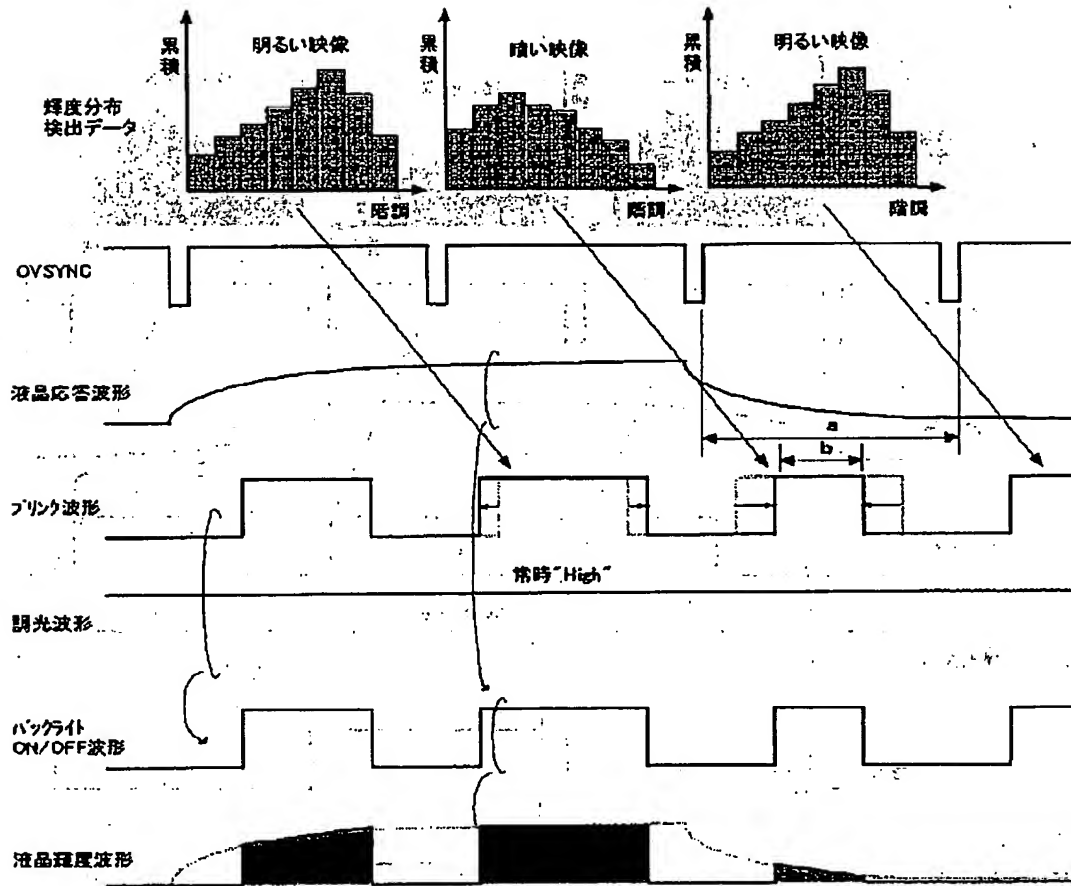 累積
明るい映像
階調
累積
暗い映像
階調
累積
明るい映像
階調
輝度分布
検出データ
OVSYNC
液晶応答波形
a
b
ブリンク波形
常時"High"
調光波形
バックライト
ON/OFF波形
液晶輝度波形